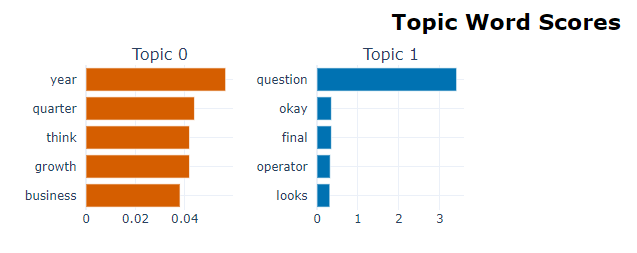 Topic Word Scores
Topic 0
year
quarter
think
growth
business
0 0.02 0.04
Topic 1
question
okay
final
operator
looks
0 1 2 3